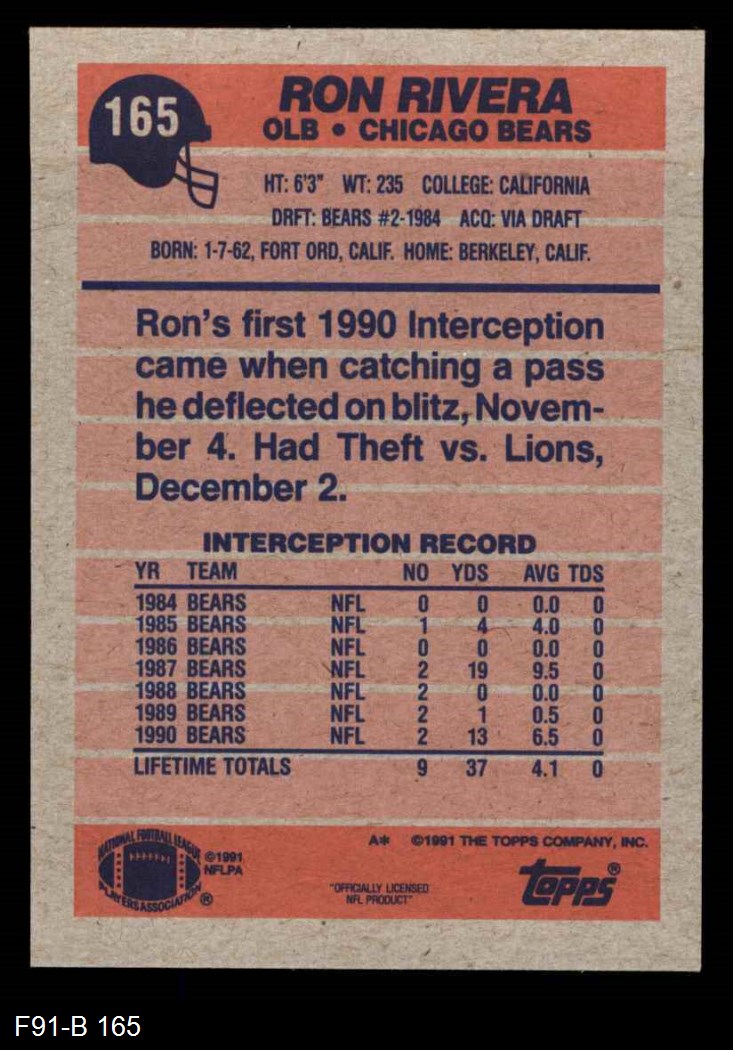 165
RON RIVERA
OLB • CHICAGO BEARS
HT: 6'3" WT: 235 COLLEGE: CALIFORNIA
DRFT: BEARS #2-1984 ACQ: VIA DRAFT
BORN: 1-7-62, FORT ORD, CALIF. HOME: BERKELEY, CALIF.
Ron's first 1990 Interception
came when catching a pass
he deflected on blitz, Novem-
ber 4. Had Theft vs. Lions,
December 2.
INTERCEPTION RECORD
YR TEAM NO YDS AVG TDS
1984 BEARS NFL 0 0 0.0 0
1985 BEARS NFL 1 4 4.0 0
1986 BEARS NFL 0 0 0.0 0
1987 BEARS NFL 2 19 9.5 0
1988 BEARS NFL 2 0 0.0 0
1989 BEARS NFL 2 1 0.5 0
1990 BEARS NFL 2 13 6.5 0
LIFETIME TOTALS 9 37 4.1 0
A* ©1991 THE TOPPS COMPANY, INC.
NATIONAL FOOTBALL LEAGUE
PLAYERS ASSOCIATION ®
©1991
NFLPA
"OFFICIALLY LICENSED
NFL PRODUCT"
topps®
F91-B 165